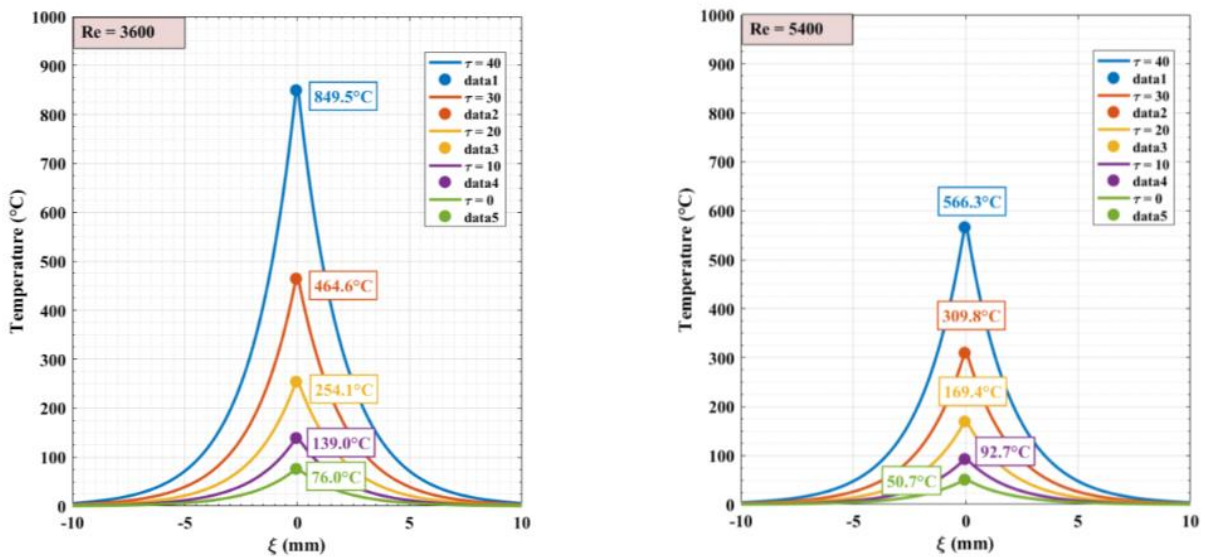 Re = 3600
1000
900
800
700
600
500
400
300
200
100
0
Temperature (°C)
-10
-5
0
5
10
ξ (mm)
849.5°C
464.6°C
254.1°C
139.0°C
76.0°C
τ = 40
data1
τ = 30
data2
τ = 20
data3
τ = 10
data4
τ = 0
data5
Re = 5400
1000
900
800
700
600
500
400
300
200
100
0
Temperature (°C)
-10
-5
0
5
10
ξ (mm)
566.3°C
309.8°C
169.4°C
92.7°C
50.7°C
τ = 40
data1
τ = 30
data2
τ = 20
data3
τ = 10
data4
τ = 0
data5